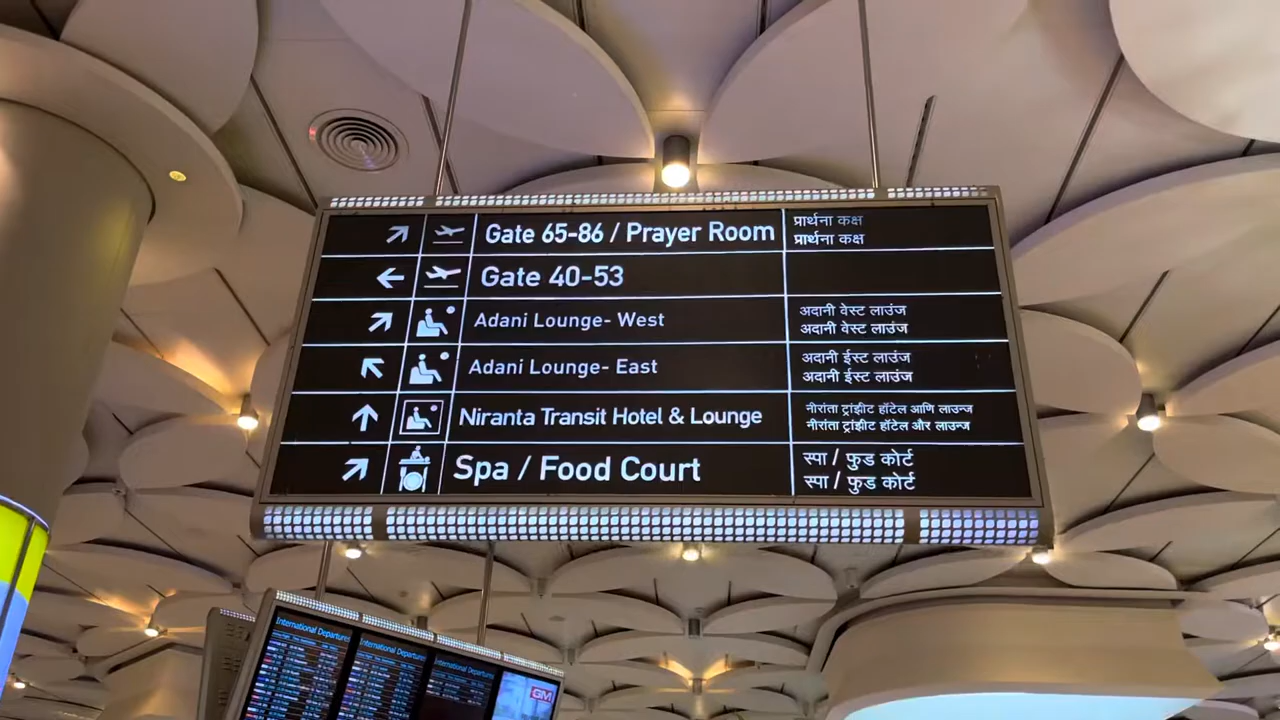 Gate 65-86 / Prayer Room
प्रार्थना कक्ष
प्रार्थना कक्ष
Gate 40-53
Adani Lounge- West
अदानी वेस्ट लाउंज
अदानी वेस्ट लाउंज
Adani Lounge- East
अदानी ईस्ट लाउंज
अदानी ईस्ट लाउंज
Niranta Transit Hotel & Lounge
नीरांता ट्रांझीट हॉटेल आणि लाउन्ज
नीरांता ट्रांझीट हॉटेल और लाउन्ज
Spa / Food Court
स्पा / फुड कोर्ट
स्पा / फुड कोर्ट
International Departures
International Departures
International Departures
GM